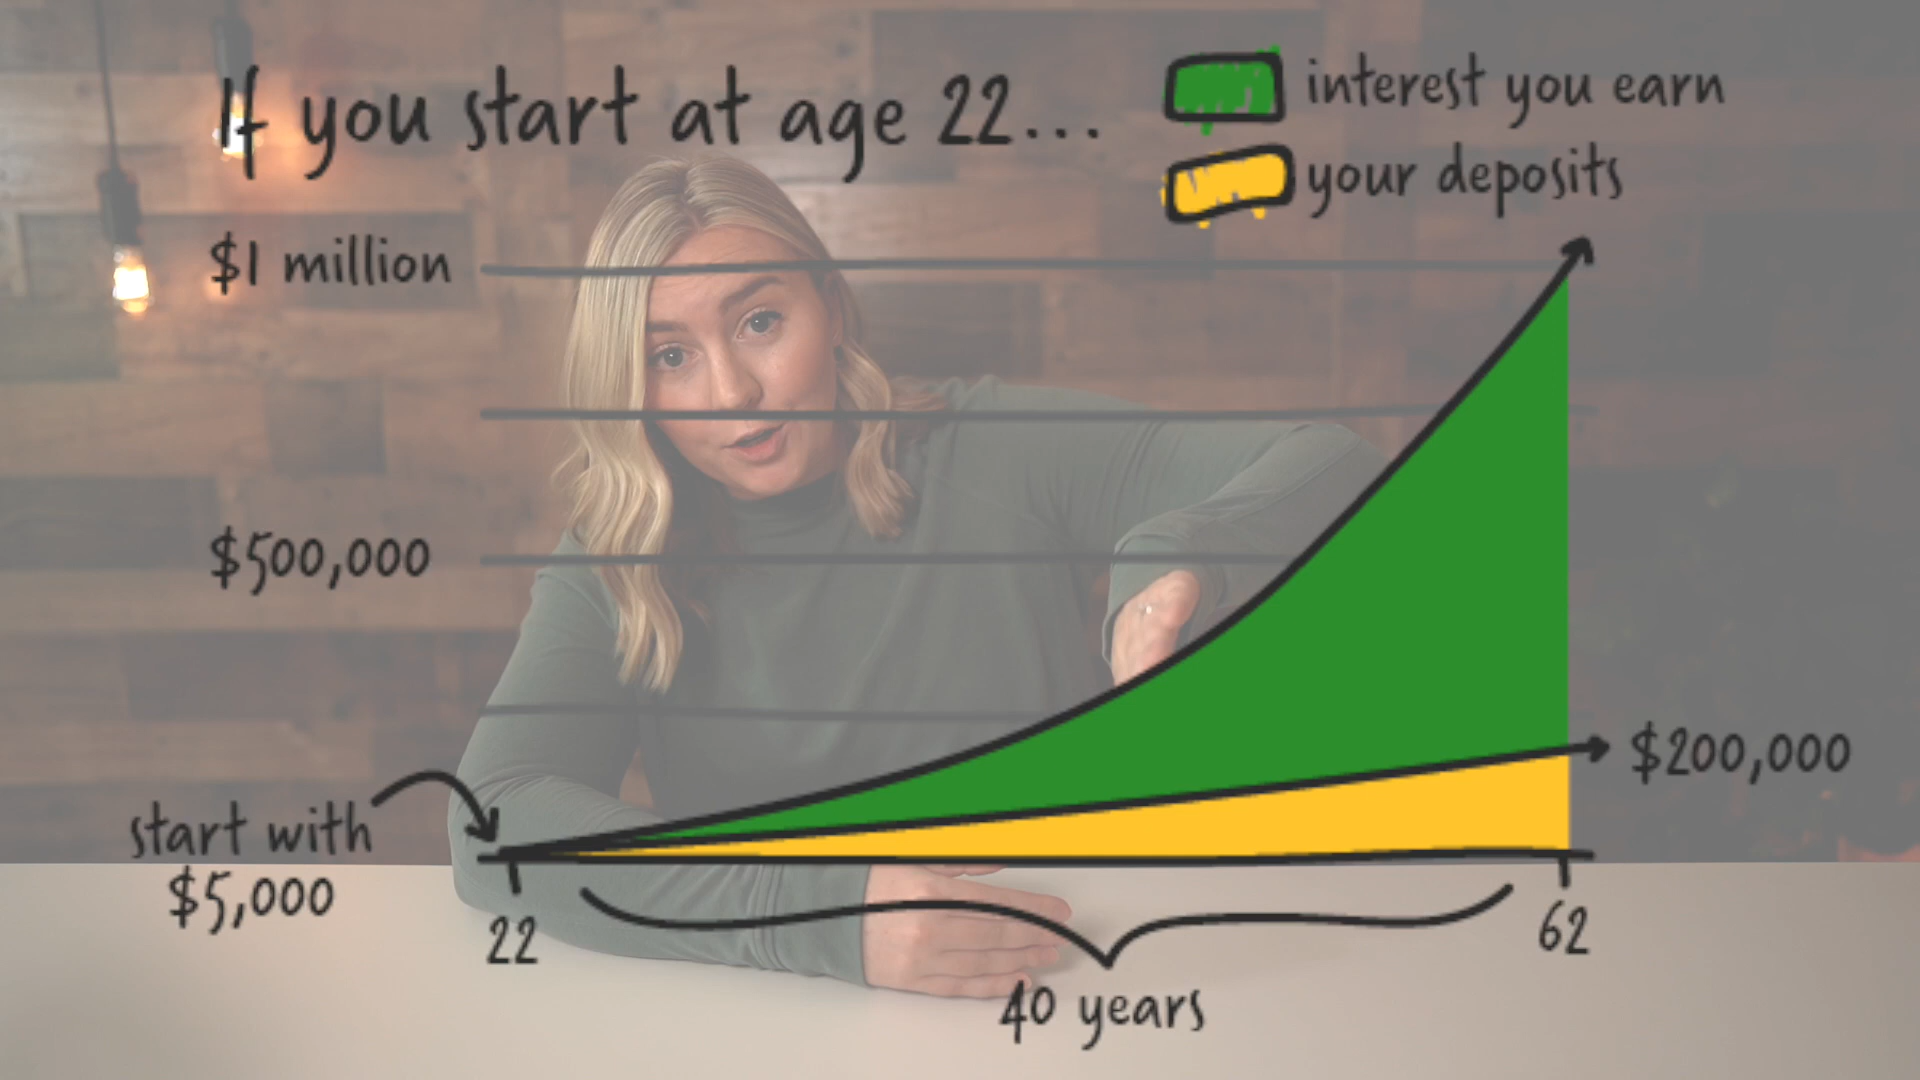 If you start at age 22...
interest you earn
your deposits
$1 million
$500,000
$200,000
start with
$5,000
22
62
40 years